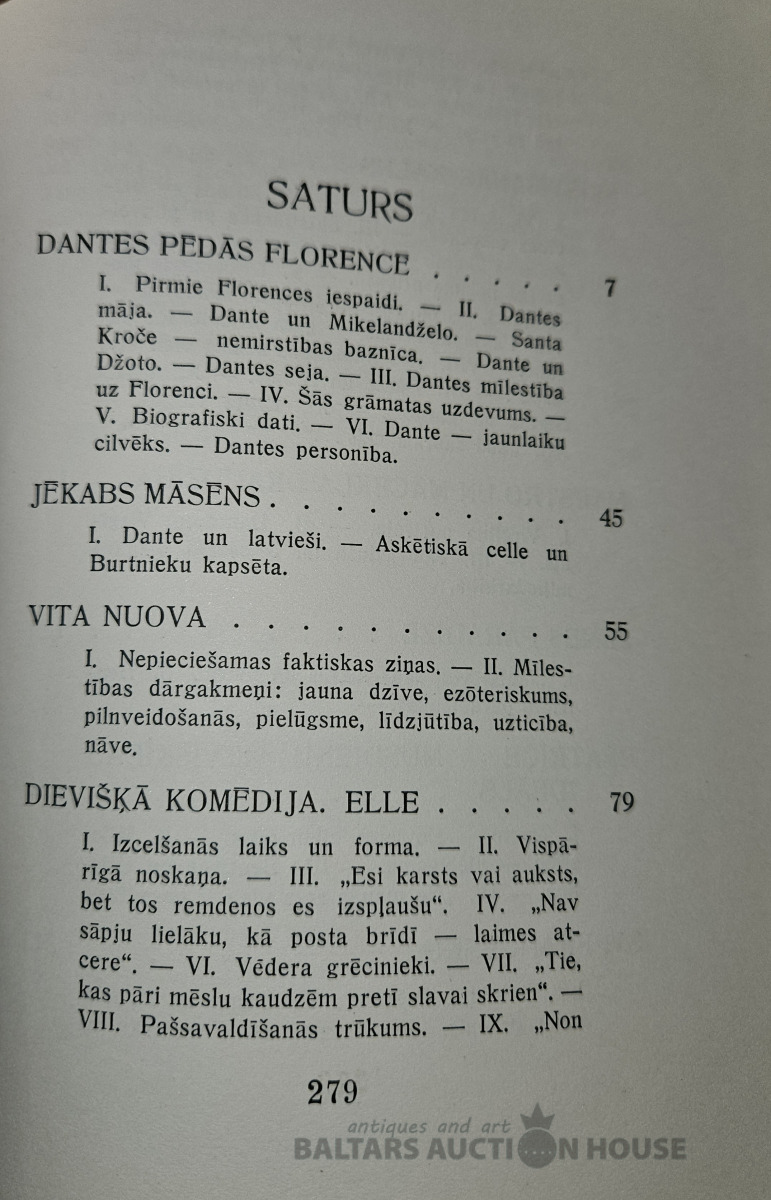 SATURS
DANTES PĒDĀS FLORENCĒ . . . . . 7
I. Pirmie Florences iespaidi. — II. Dantes
māja. — Dante un Mikelandželo. — Santa
Kroče — nemirstības baznīca. — Dante un
Džoto. — Dantes seja. — III. Dantes mīlestība
uz Florenci. — IV. Šās grāmatas uzdevums. —
V. Biografiski dati. — VI. Dante — jaunlaiku
cilvēks. — Dantes personība.
JĒKABS MĀSĒNS . . . . . . . . . . 45
I. Dante un latvieši. — Askētiskā celle un
Burtnieku kapsēta.
VITA NUOVA . . . . . . . . . . . 55
I. Nepieciešamas faktiskas ziņas. — II. Mīles-
tības dārgakmeņi: jauna dzīve, ezōteriskums,
pilnveidošanās, pielūgsme, līdzjūtība, uzticība,
nāve.
DIEVIŠĶĀ KOMĒDIJA. ELLE . . . . . 79
I. Izcelšanās laiks un forma. — II. Vispā-
rīgā noskaņa. — III. „Esi karsts vai auksts,
bet tos remdenos es izspļaušu“. IV. „Nav
sāpju lielāku, kā posta brīdī — laimes at-
cere“. — VI. Vēdera grēcinieki. — VII. „Tie,
kas pāri mēslu kaudzēm pretī slavai skrien“. —
VIII. Pašsavaldīšanās trūkums. — IX. „Non
279
antiques and art
BALTARS AUCTION HOUSE